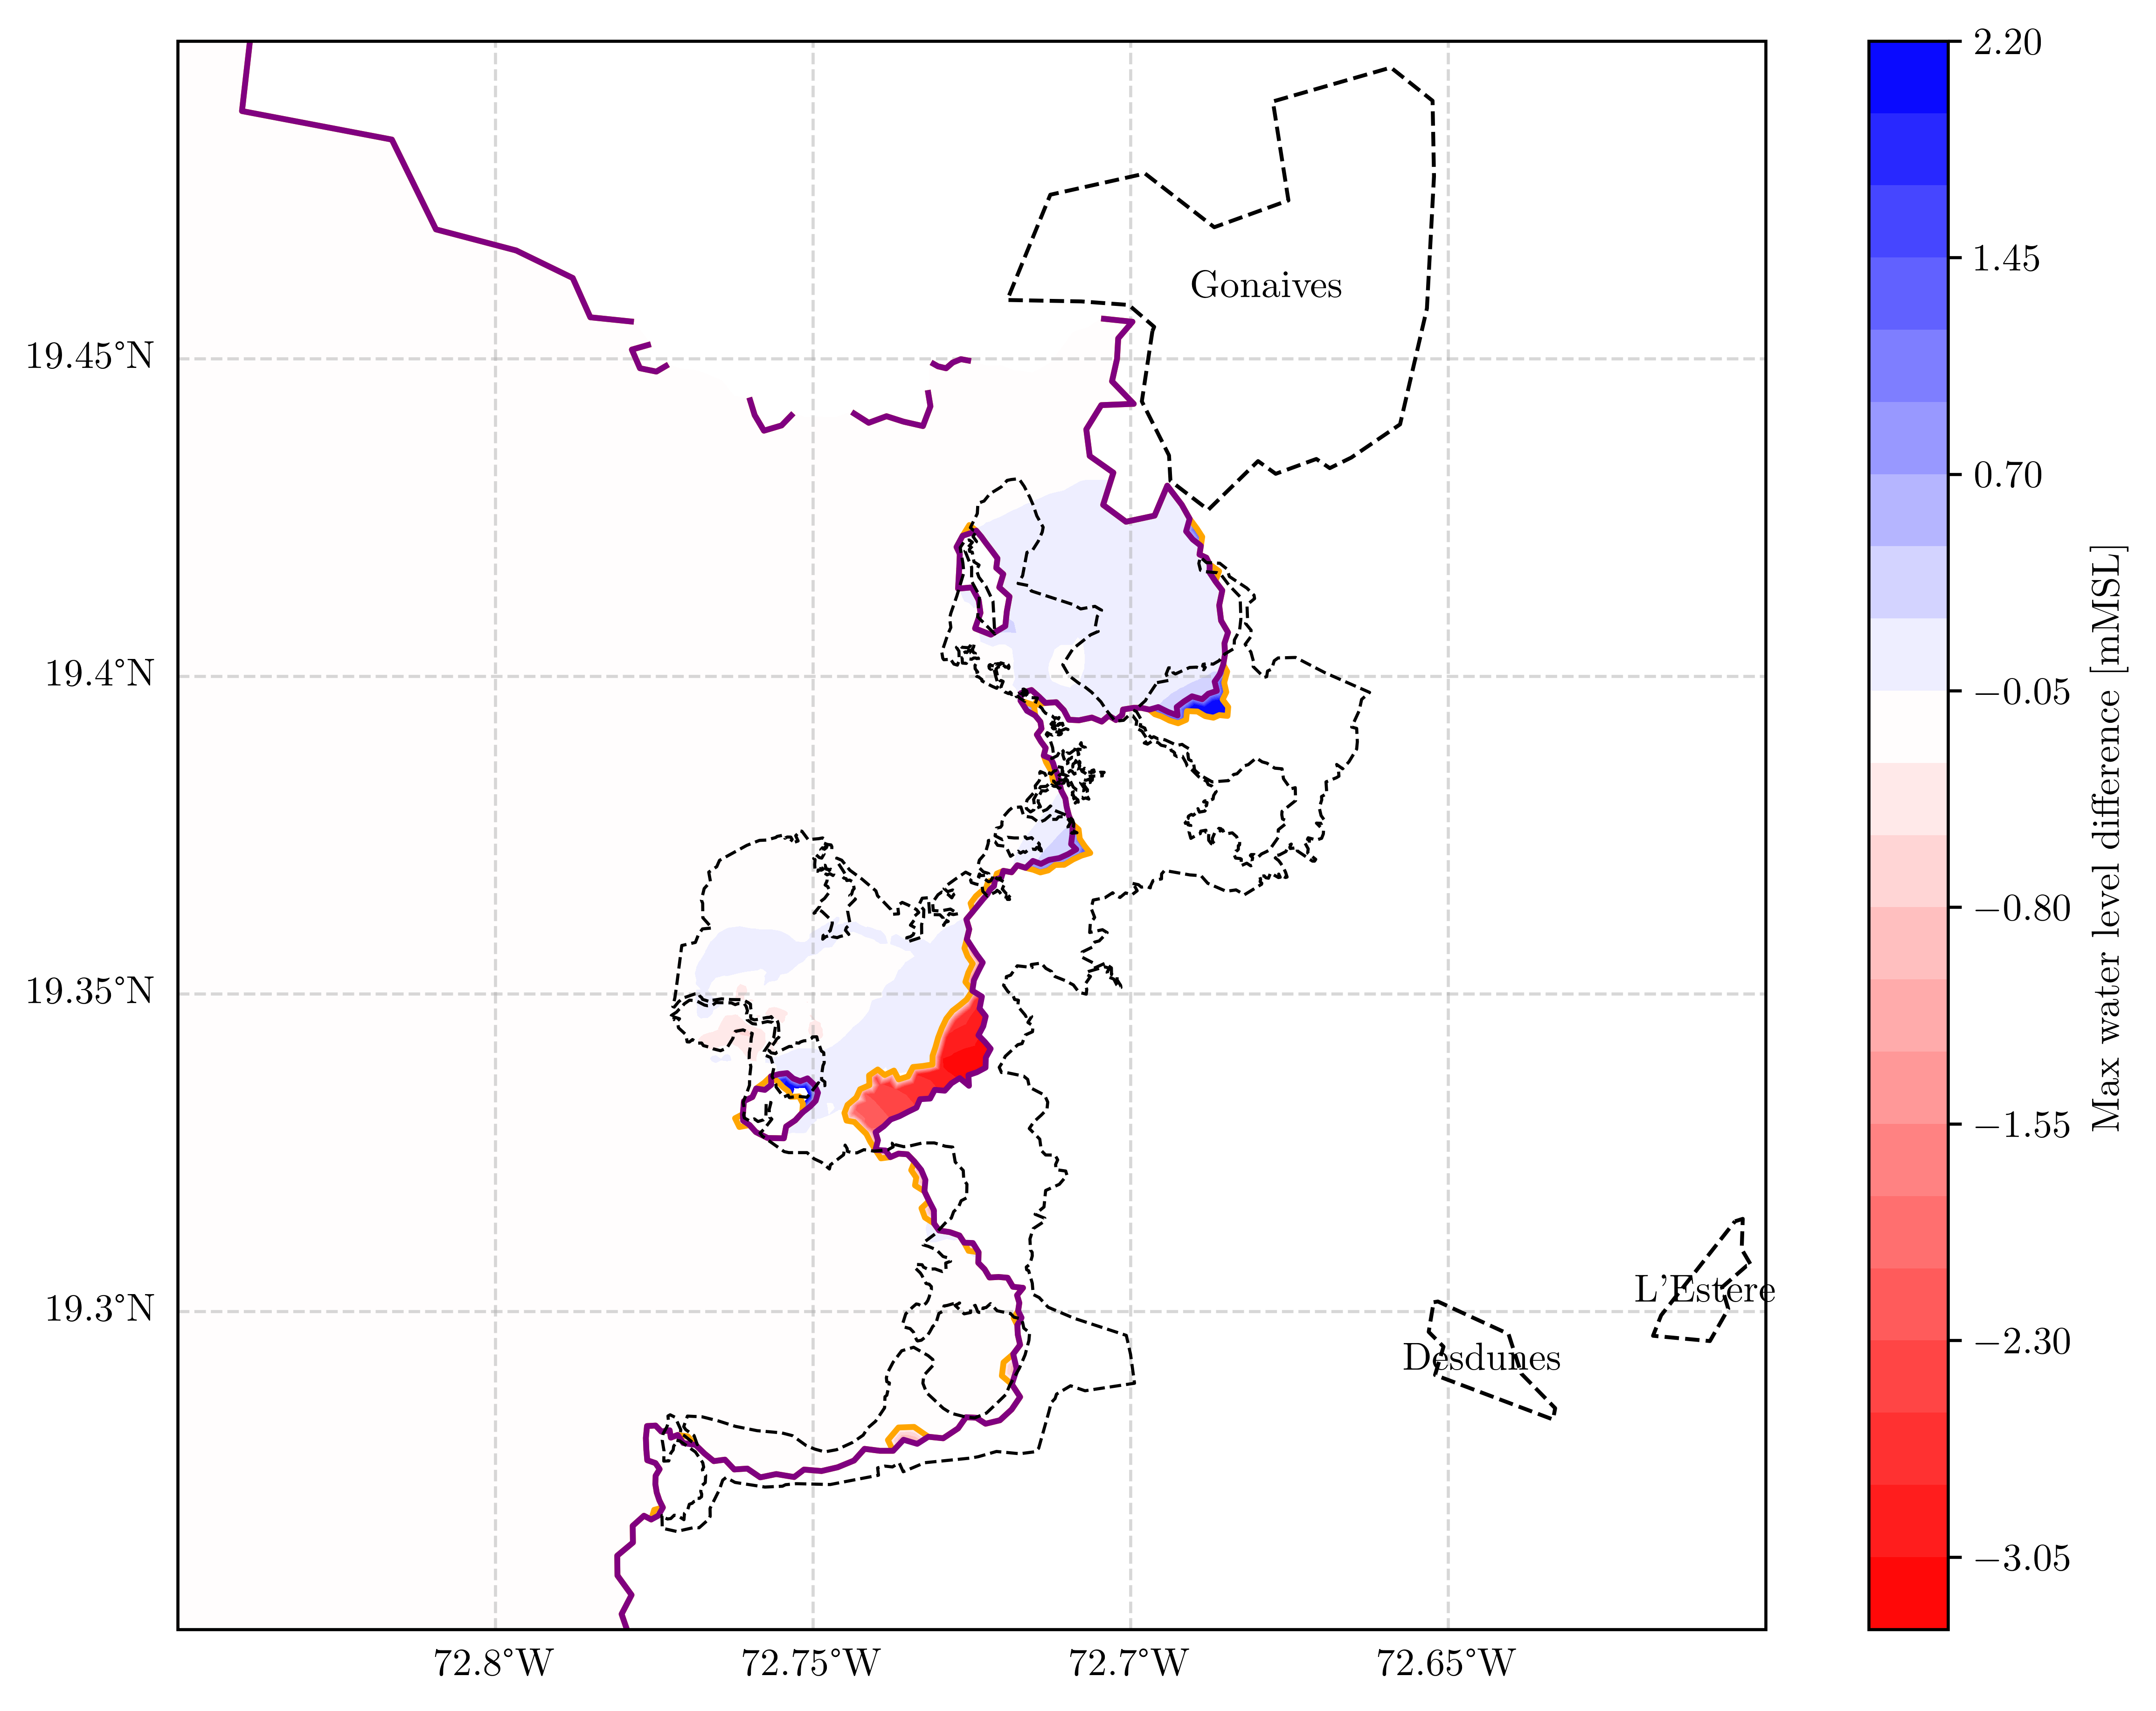 Gonaives
L'Estere
Desdunes
19.45°N
19.4°N
19.35°N
19.3°N
72.8°W
72.75°W
72.7°W
72.65°W
2.20
1.45
0.70
−0.05
−0.80
−1.55
−2.30
−3.05
Max water level difference [mMSL]